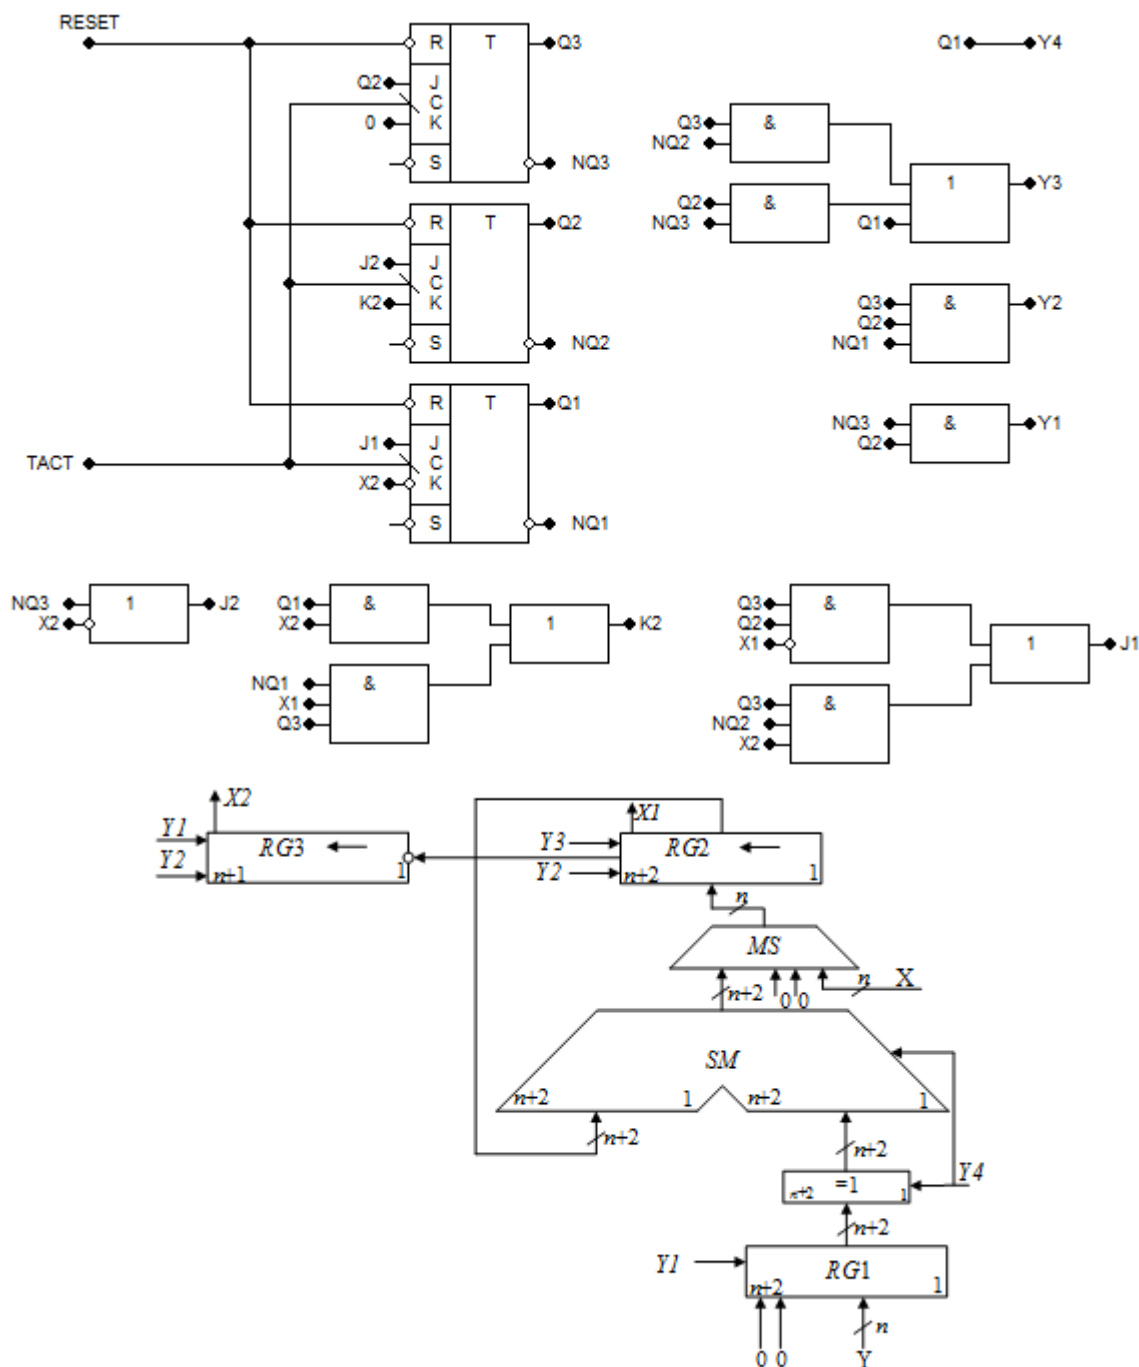 RESET
R T Q3
Q2 J
C
0 K
S NQ3
R T Q2
J2 J
C
K2 K
S NQ2
R T Q1
J1 J
TACT C
X2 K
S NQ1
Q1 Y4
Q3 &
NQ2
Q2 &
NQ3
1 Y3
Q1
Q3 & Y2
Q2
NQ1
NQ3 & Y1
Q2
NQ3 1 J2
X2
Q1 &
X2
1 K2
NQ1 &
X1
Q3
Q3 &
Q2
X1
1 J1
Q3 &
NQ2
X2
X2
Y1 RG3
Y2 n+1 1
X1
Y3 RG2
Y2 n+2 1
n
MS
n+2 0 0 n X
SM
n+2 1 n+2 1
n+2
n+2
=1 Y4
n+2 1
n+2
Y1 RG1
n+2 1
n
0 0 Y